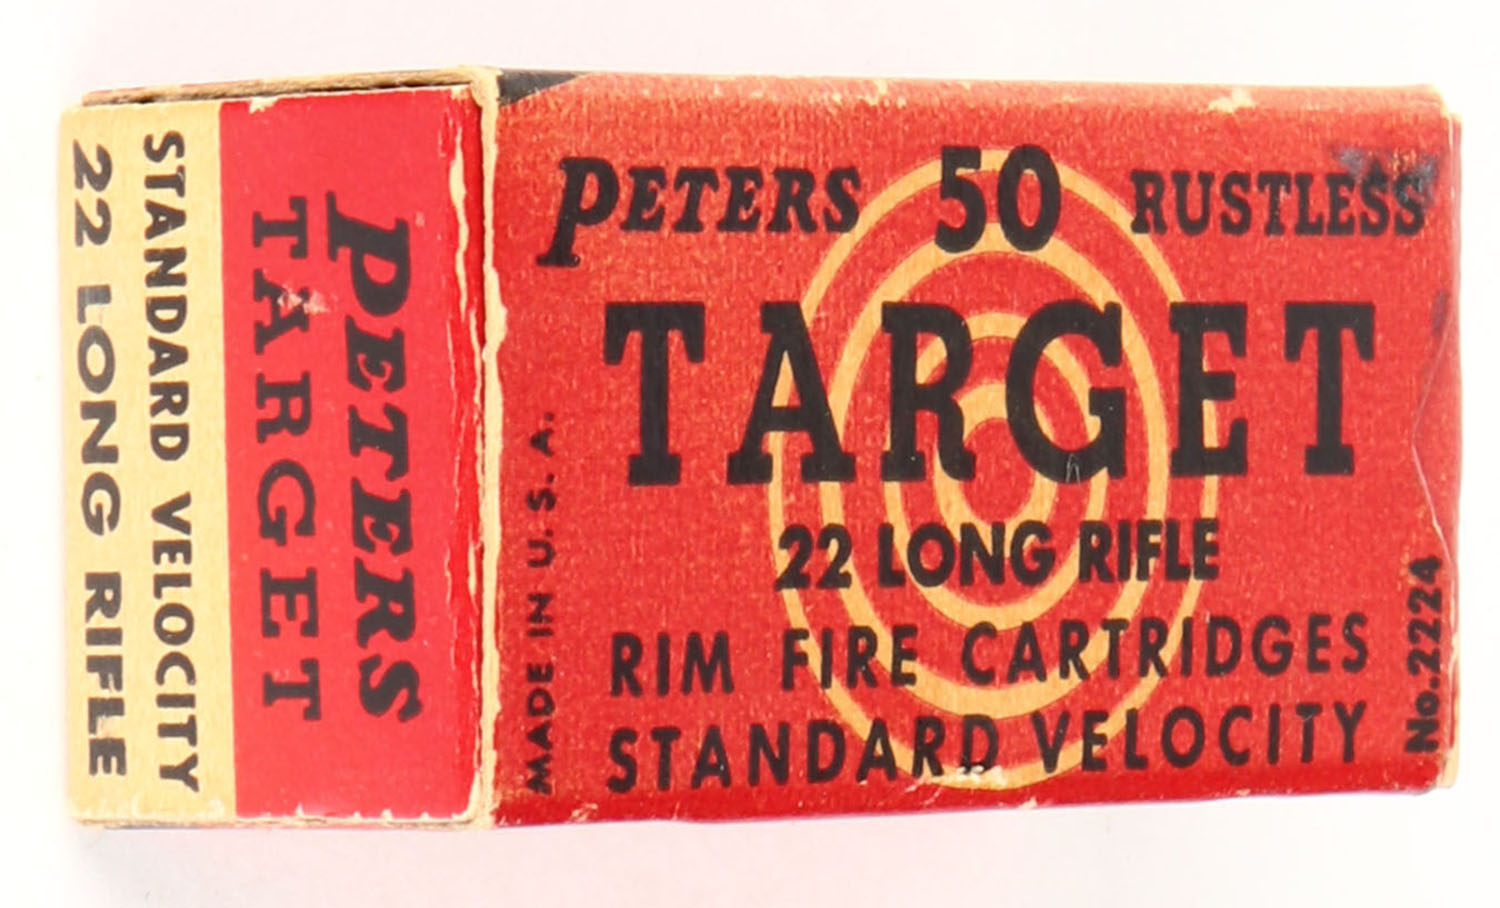 STANDARD VELOCITY
22 LONG RIFLE
PETERS
TARGET
PETERS 50 RUSTLESS
TARGET
22 LONG RIFLE
RIM FIRE CARTRIDGES
STANDARD VELOCITY
MADE IN U.S.A.
No. 2224